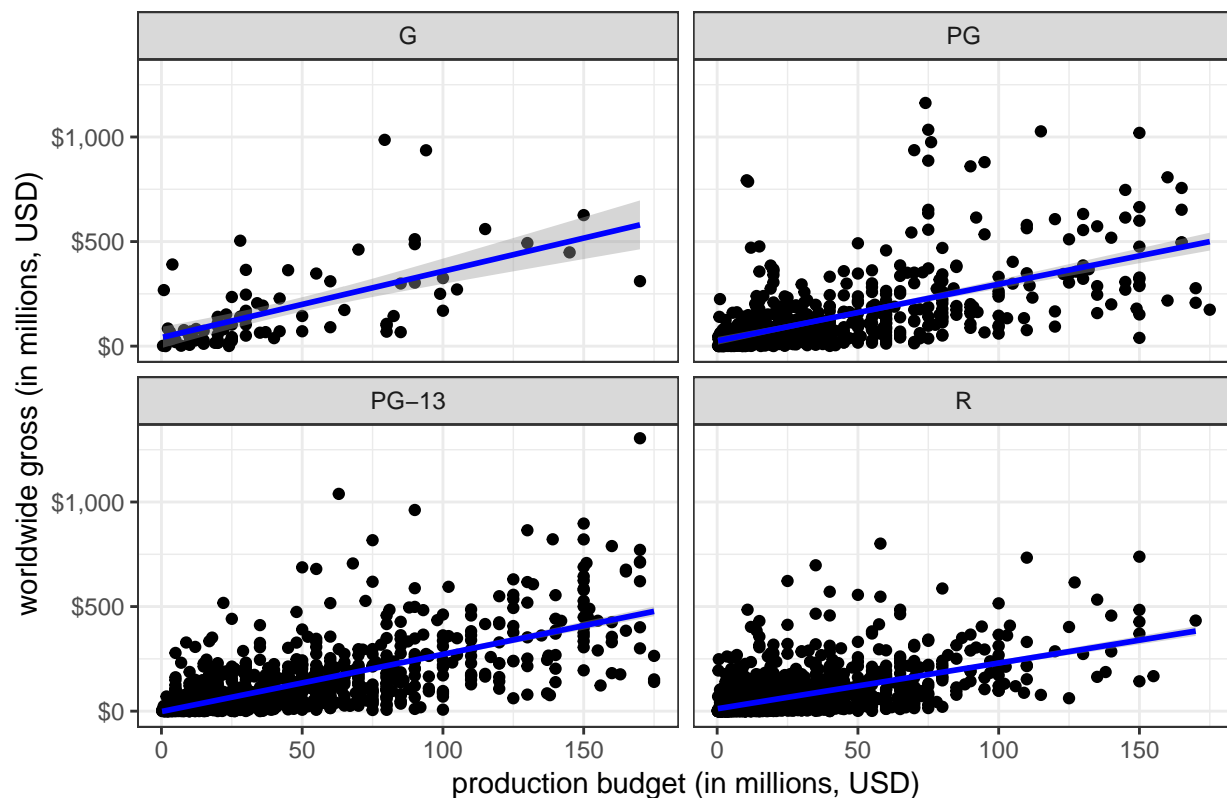 G
PG
$1,000
$500
$0
PG−13
R
$1,000
$500
$0
0
50
100
150
0
50
100
150
production budget (in millions, USD)
worldwide gross (in millions, USD)